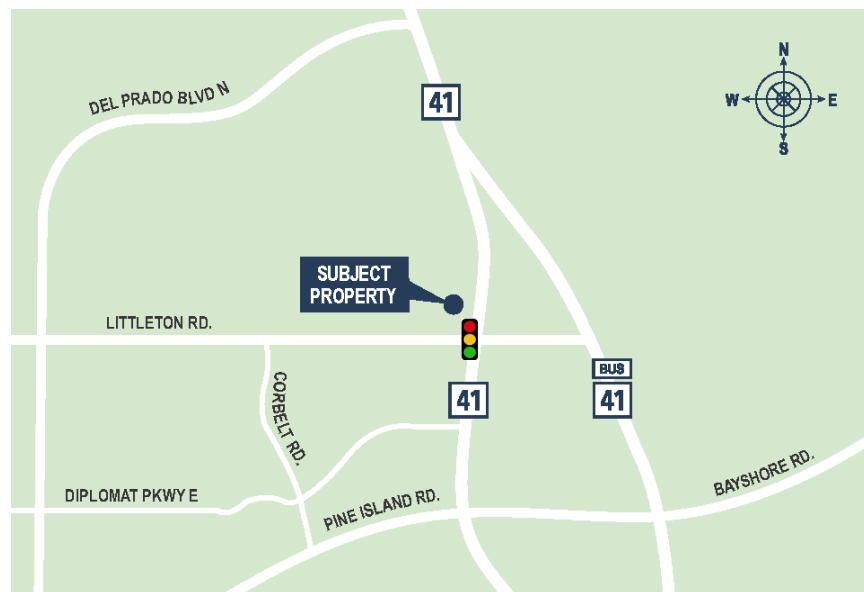 N
W E
S
DEL PRADO BLVD N
41
SUBJECT
PROPERTY
LITTLETON RD.
BUS
41
41
CORBELT RD.
DIPLOMAT PKWY E
PINE ISLAND RD.
BAYSHORE RD.